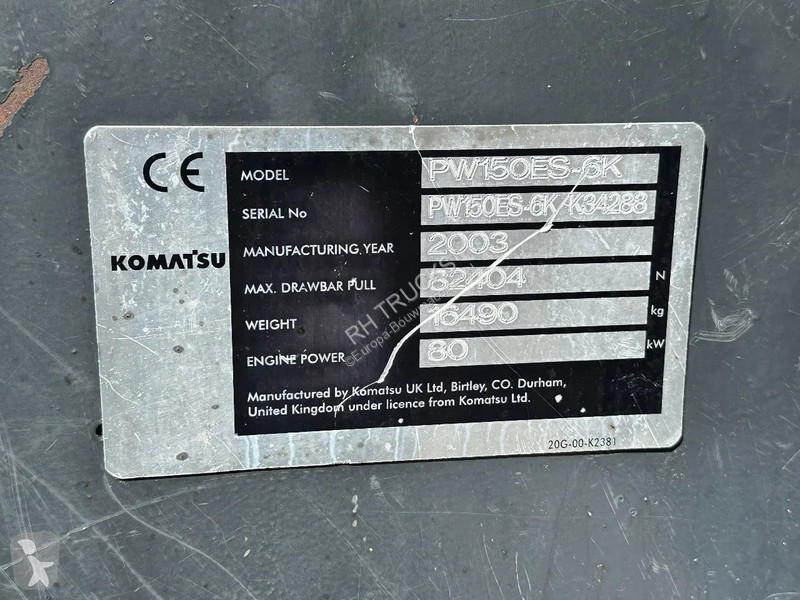 CE
KOMATSU
MODEL PW150ES-6K
SERIAL No PW150ES-6K/K34288
MANUFACTURING YEAR 2003
MAX. DRAWBAR PULL 82404 N
WEIGHT 16490 kg
ENGINE POWER 80 kW
Manufactured by Komatsu UK Ltd, Birtley, CO. Durham,
United Kingdom under licence from Komatsu Ltd.
20G-00-K2381
RH TRUCKS